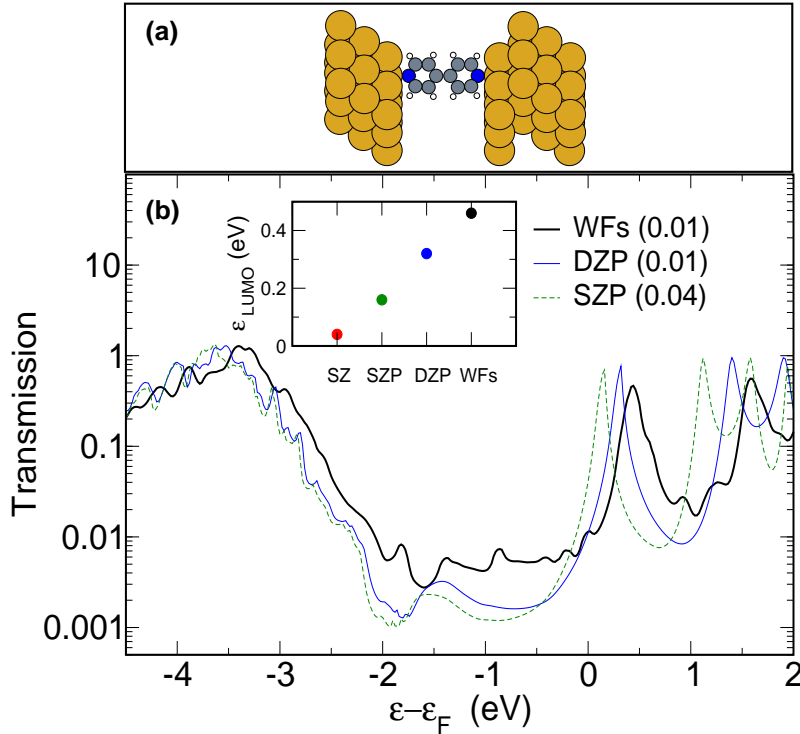 (a)
(b)
WFs (0.01)
DZP (0.01)
SZP (0.04)
ε_LUMO (eV)
0.4
0.2
0
SZ SZP DZP WFs
Transmission
10
1
0.1
0.01
0.001
-4 -3 -2 -1 0 1 2
ε−ε_F (eV)